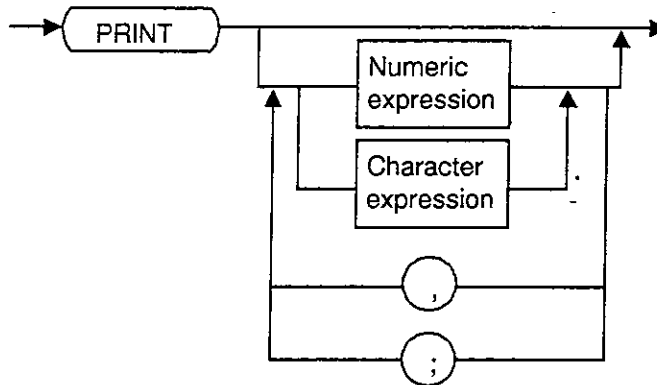 PRINT
Numeric
expression
Character
expression
,
;